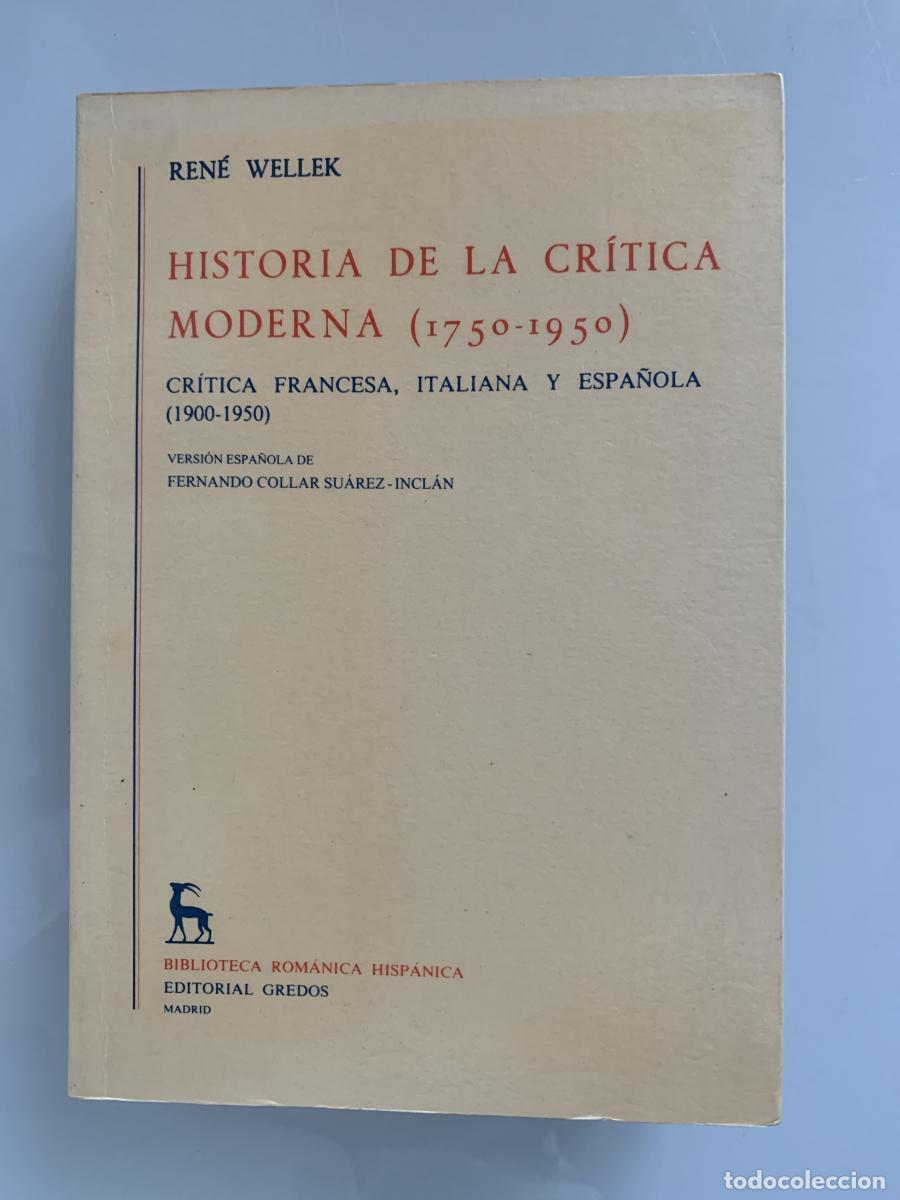 RENÉ WELLEK
HISTORIA DE LA CRÍTICA
MODERNA (1750-1950)
CRÍTICA FRANCESA, ITALIANA Y ESPAÑOLA
(1900-1950)
VERSIÓN ESPAÑOLA DE
FERNANDO COLLAR SUÁREZ-INCLÁN
BIBLIOTECA ROMÁNICA HISPÁNICA
EDITORIAL GREDOS
MADRID
todocoleccion